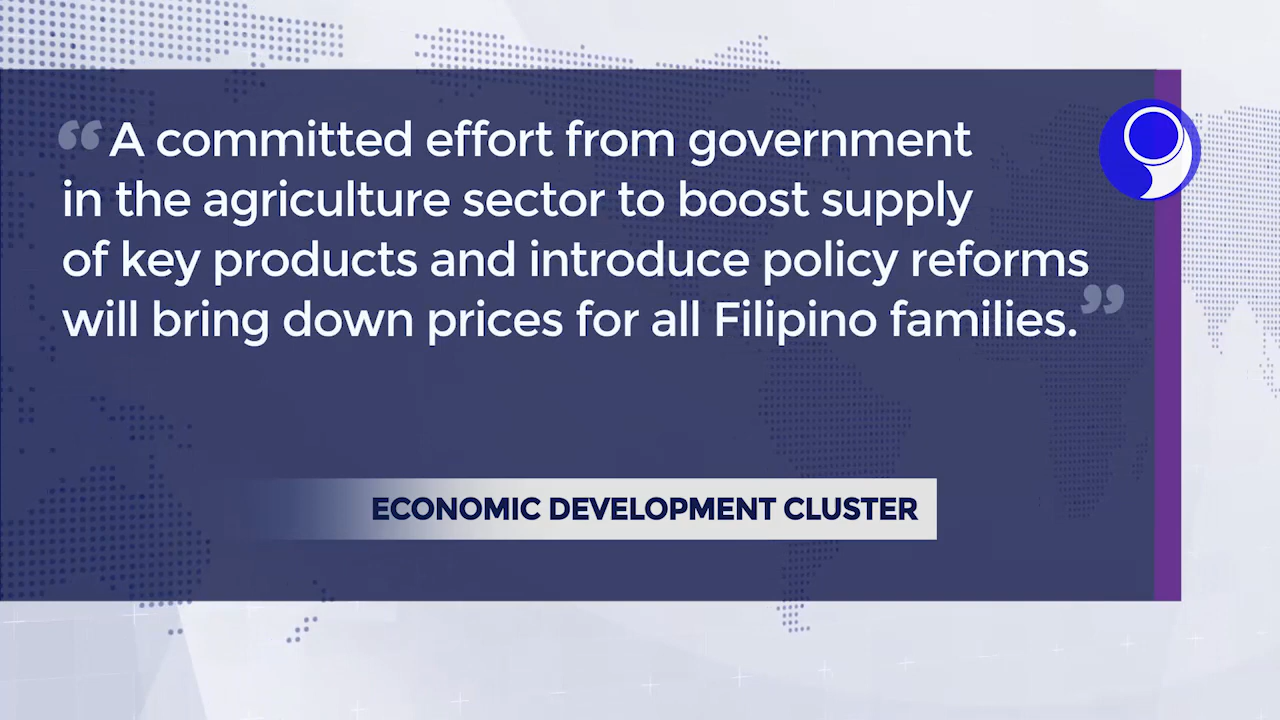 “A committed effort from government
in the agriculture sector to boost supply
of key products and introduce policy reforms
will bring down prices for all Filipino families.”
ECONOMIC DEVELOPMENT CLUSTER